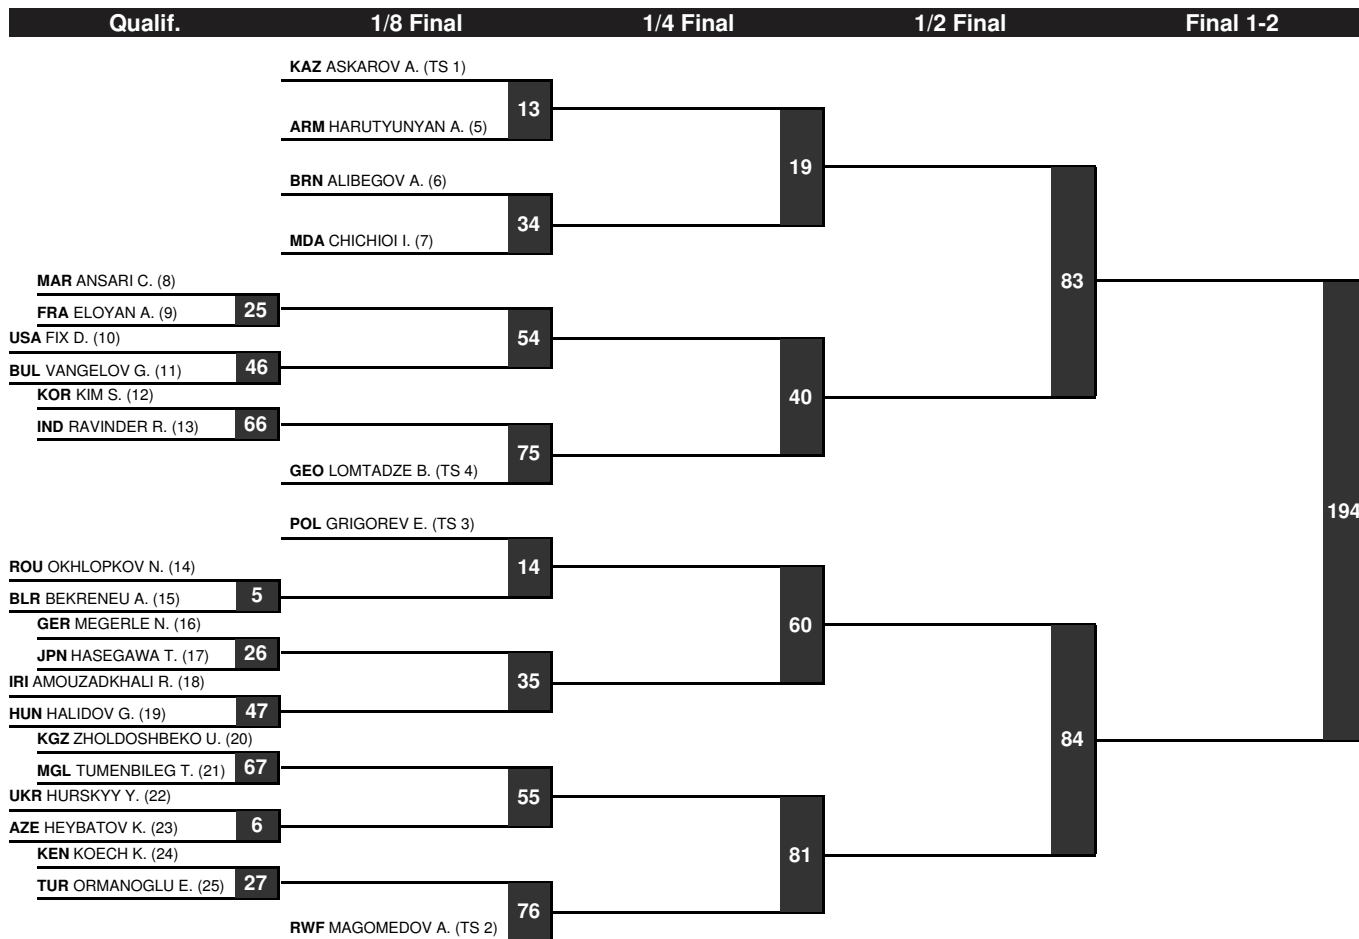 Qualif. 1/8 Final 1/4 Final 1/2 Final Final 1-2
KAZ ASKAROV A. (TS 1)
13
ARM HARUTYUNYAN A. (5)
19
BRN ALIBEGOV A. (6)
34
MDA CHICHIOI I. (7)
83
MAR ANSARI C. (8)
FRA ELOYAN A. (9) 25
USA FIX D. (10)
54
BUL VANGELOV G. (11) 46
KOR KIM S. (12)
40
IND RAVINDER R. (13) 66
75
GEO LOMTADZE B. (TS 4)
194
POL GRIGOREV E. (TS 3)
14
ROU OKHLOPKOV N. (14)
BLR BEKRENEU A. (15) 5
GER MEGERLE N. (16)
60
JPN HASEGAWA T. (17) 26
35
IRI AMOUZADKHALI R. (18)
HUN HALIDOV G. (19) 47
KGZ ZHOLDOSHBEKO U. (20)
84
MGL TUMENBILEG T. (21) 67
UKR HURSKYY Y. (22)
55
AZE HEYBATOV K. (23) 6
KEN KOECH K. (24)
81
TUR ORMANOGLU E. (25) 27
76
RWF MAGOMEDOV A. (TS 2)